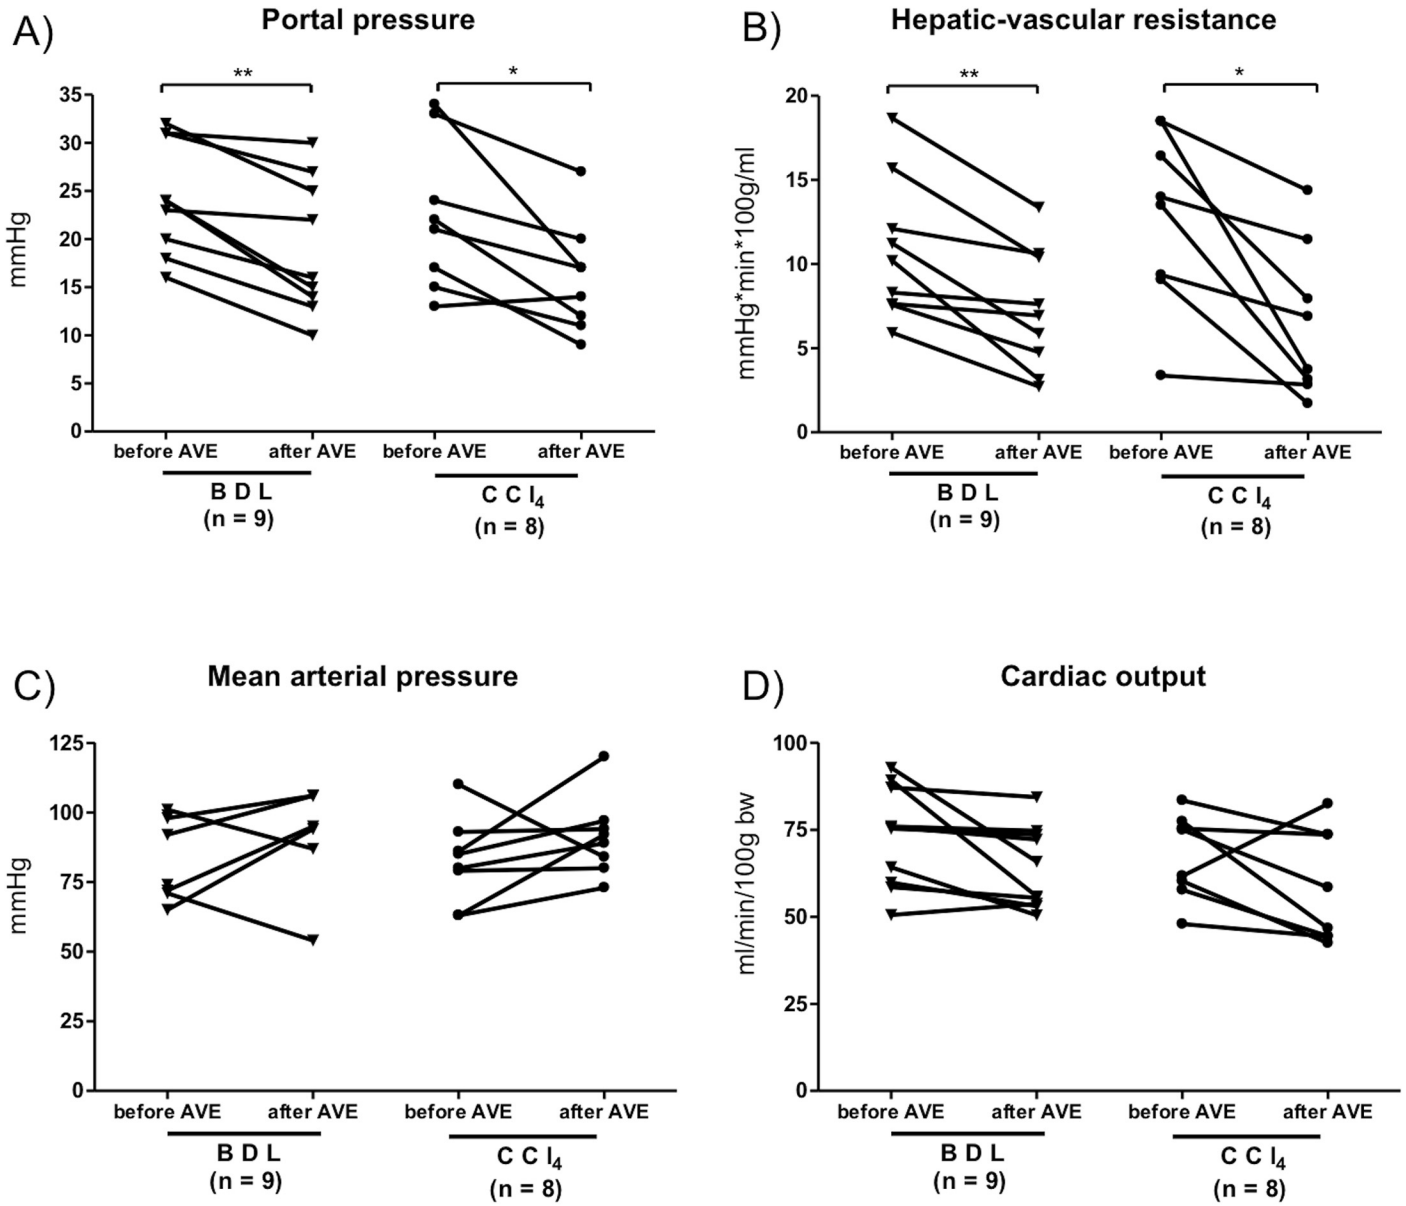 A) Portal pressure
**
*
mmHg
35
30
25
20
15
10
5
0
before AVE after AVE before AVE after AVE
B D L
(n = 9)
C C l4
(n = 8)
B) Hepatic-vascular resistance
**
*
mmHg*min*100g/ml
20
15
10
5
0
before AVE after AVE before AVE after AVE
B D L
(n = 9)
C C l4
(n = 8)
C) Mean arterial pressure
mmHg
125
100
75
50
25
0
before AVE after AVE before AVE after AVE
B D L
(n = 9)
C C l4
(n = 8)
D) Cardiac output
ml/min/100g bw
100
75
50
25
0
before AVE after AVE before AVE after AVE
B D L
(n = 9)
C C l4
(n = 8)